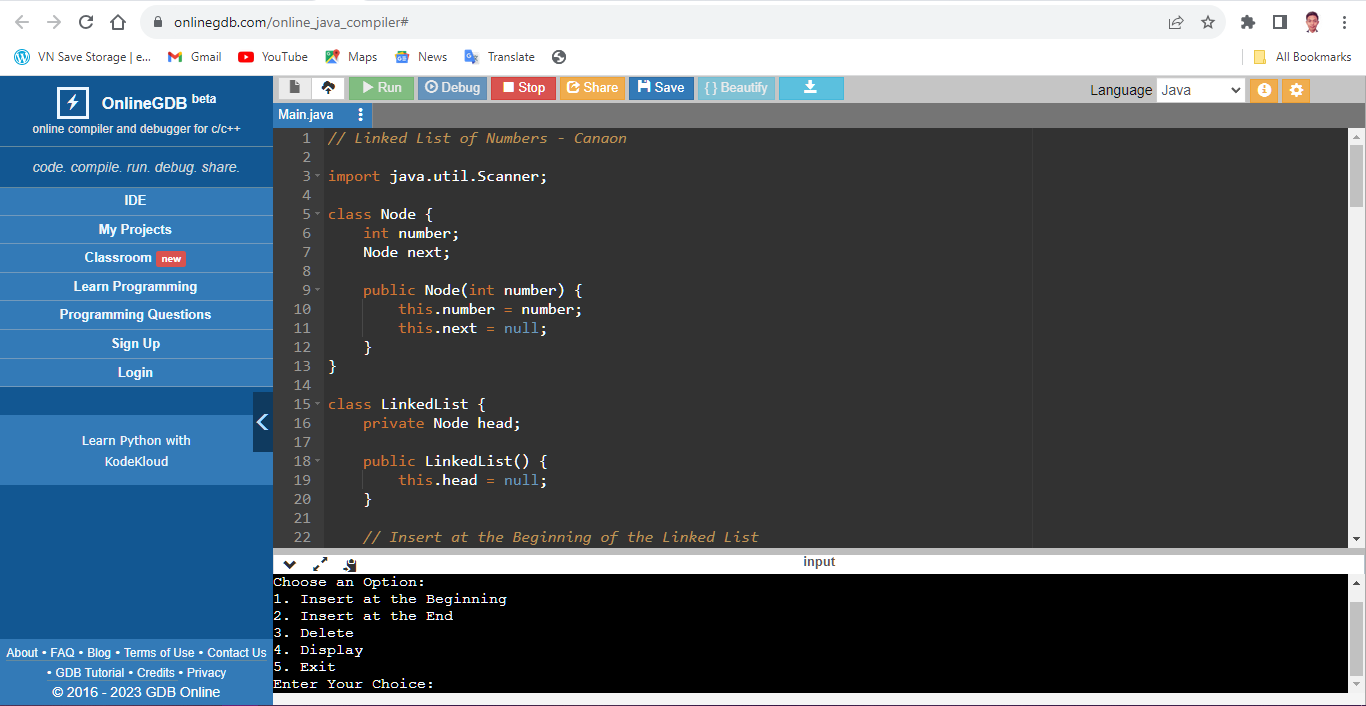 onlinegdb.com/online_java_compiler#
VN Save Storage | e... Gmail YouTube Maps News Translate All Bookmarks
OnlineGDB beta
online compiler and debugger for c/c++
code. compile. run. debug. share.
IDE
My Projects
Classroom new
Learn Programming
Programming Questions
Sign Up
Login
Learn Python with
KodeKloud
About • FAQ • Blog • Terms of Use • Contact Us
• GDB Tutorial • Credits • Privacy
© 2016 - 2023 GDB Online
Run Debug Stop Share Save { } Beautify Language Java
Main.java
1 // Linked List of Numbers - Canaon
2
3 import java.util.Scanner;
4
5 class Node {
6     int number;
7     Node next;
8
9     public Node(int number) {
10         this.number = number;
11         this.next = null;
12     }
13 }
14
15 class LinkedList {
16     private Node head;
17
18     public LinkedList() {
19         this.head = null;
20     }
21
22     // Insert at the Beginning of the Linked List
input
Choose an Option:
1. Insert at the Beginning
2. Insert at the End
3. Delete
4. Display
5. Exit
Enter Your Choice: